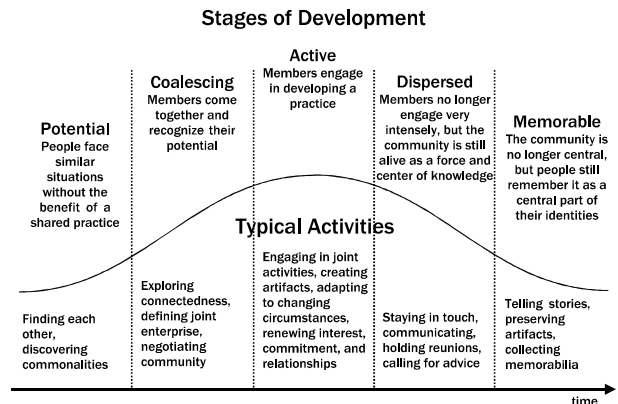 Stages of Development
Potential
People face
similar
situations
without the
benefit of a
shared practice
Coalescing
Members come
together and
recognize their
potential
Active
Members engage
in developing a
practice
Dispersed
Members no longer
engage very
intensely, but the
community is still
alive as a force and
center of knowledge
Memorable
The community is
no longer central,
but people still
remember it as a
central part of
their identities
Typical Activities
Finding each
other,
discovering
commonalities
Exploring
connectedness,
defining joint
enterprise,
negotiating
community
Engaging in joint
activities, creating
artifacts, adapting
to changing
circumstances,
renewing interest,
commitment, and
relationships
Staying in touch,
communicating,
holding reunions,
calling for advice
Telling stories,
preserving
artifacts,
collecting
memorabilia
time